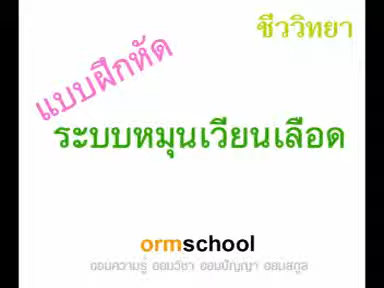 ชีววิทยา
แบบฝึกหัด
ระบบหมุนเวียนเลือด
ormschool
ออมความรู้ ออมวิชา ออมปัญญา ออมสกูล